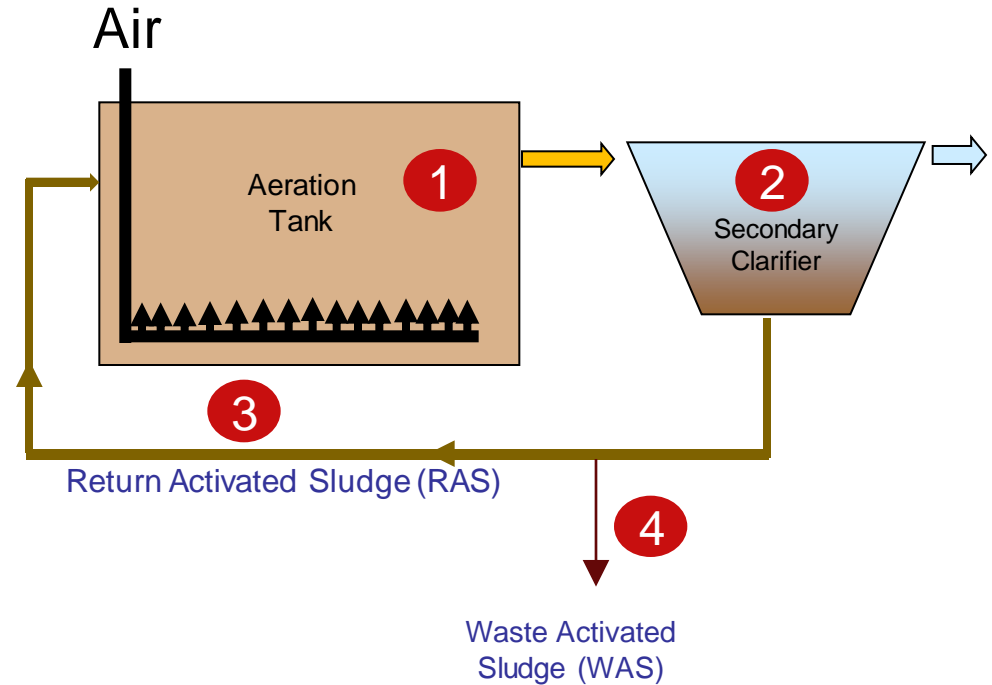 Air
Aeration
Tank
1
2
Secondary
Clarifier
3
Return Activated Sludge (RAS)
4
Waste Activated
Sludge (WAS)